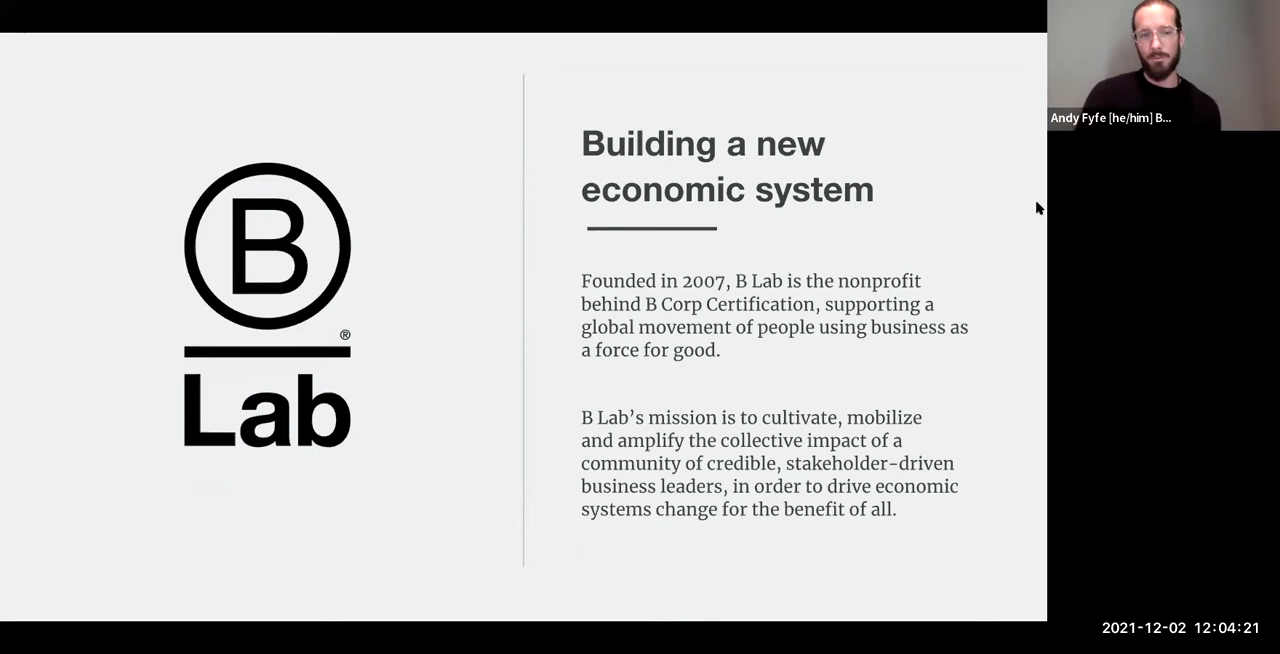 B
®
Lab
Building a new
economic system
Founded in 2007, B Lab is the nonprofit
behind B Corp Certification, supporting a
global movement of people using business as
a force for good.
B Lab’s mission is to cultivate, mobilize
and amplify the collective impact of a
community of credible, stakeholder-driven
business leaders, in order to drive economic
systems change for the benefit of all.
Andy Fyfe [he/him] B...
2021-12-02 12:04:21